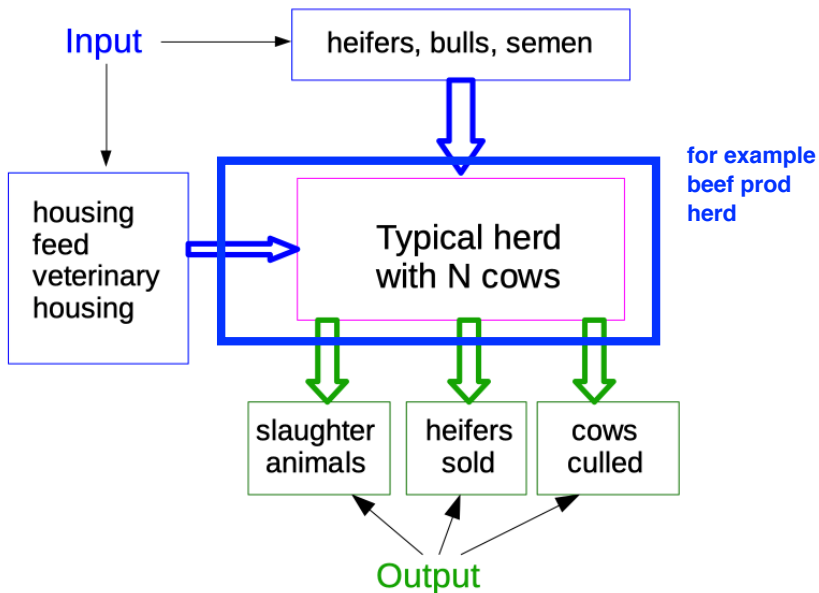 Input
heifers, bulls, semen
for example
beef prod
herd
housing
feed
veterinary
housing
Typical herd
with N cows
slaughter
animals
heifers
sold
cows
culled
Output